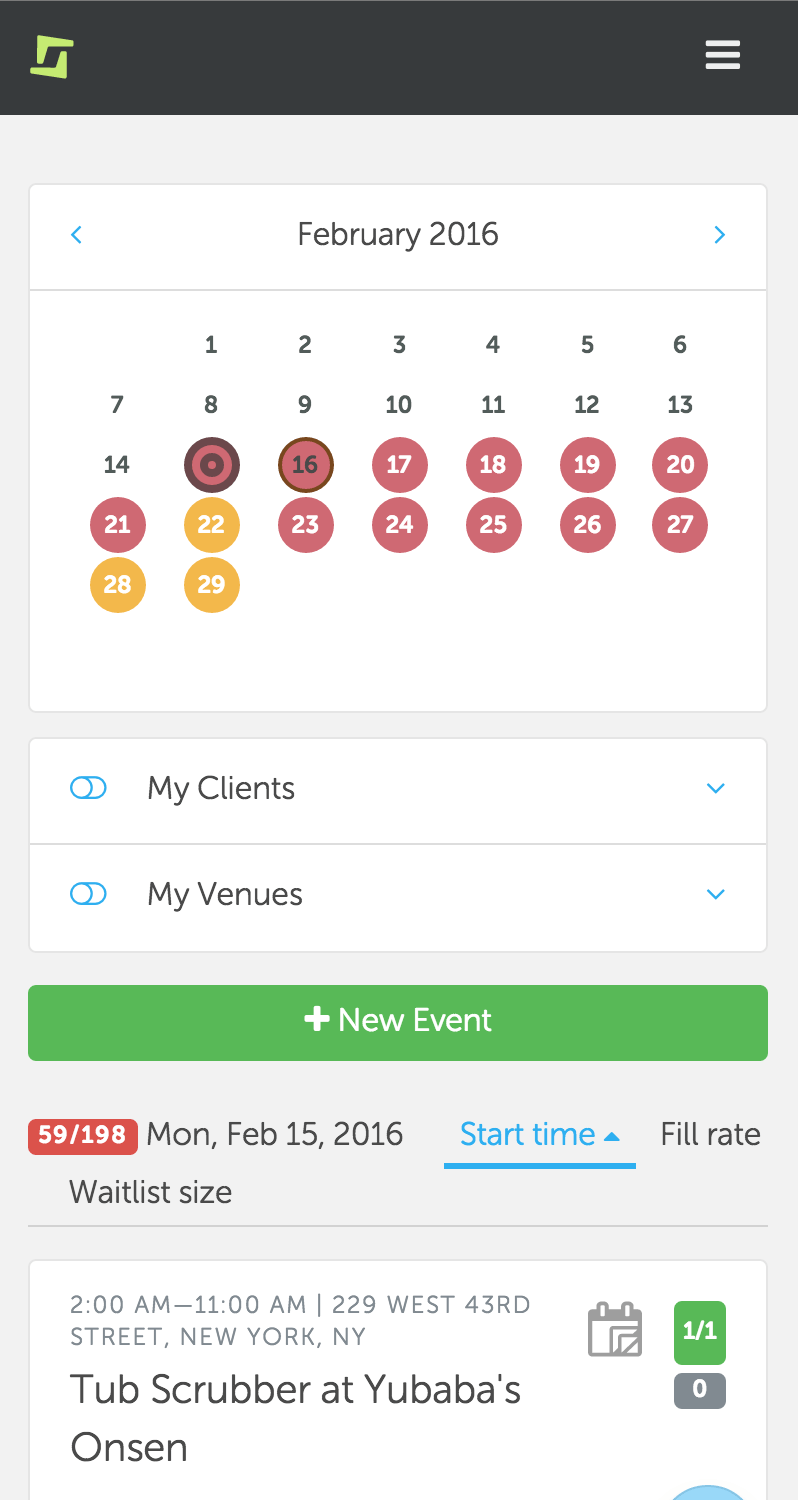 February 2016
1 2 3 4 5 6
7 8 9 10 11 12 13
14 16 17 18 19 20
21 22 23 24 25 26 27
28 29
My Clients
My Venues
New Event
59/198 Mon, Feb 15, 2016 Start time Fill rate
Waitlist size
2:00 AM—11:00 AM | 229 WEST 43RD
STREET, NEW YORK, NY
1/1
0
Tub Scrubber at Yubaba's
Onsen